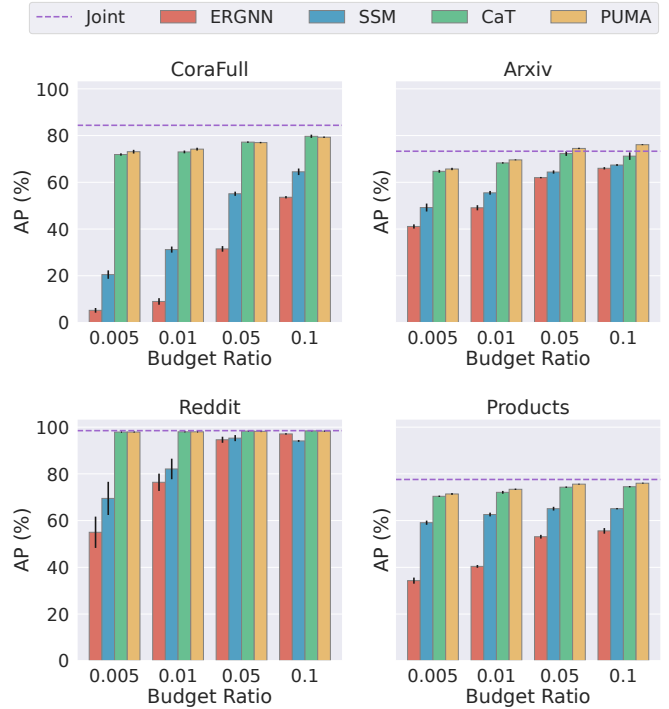 Joint ERGNN SSM CaT PUMA
CoraFull Arxiv
100
80
60
40
20
0
AP (%) AP (%)
0.005 0.01 0.05 0.1 0.005 0.01 0.05 0.1
Budget Ratio Budget Ratio
Reddit Products
100
80
60
40
20
0
AP (%) AP (%)
0.005 0.01 0.05 0.1 0.005 0.01 0.05 0.1
Budget Ratio Budget Ratio